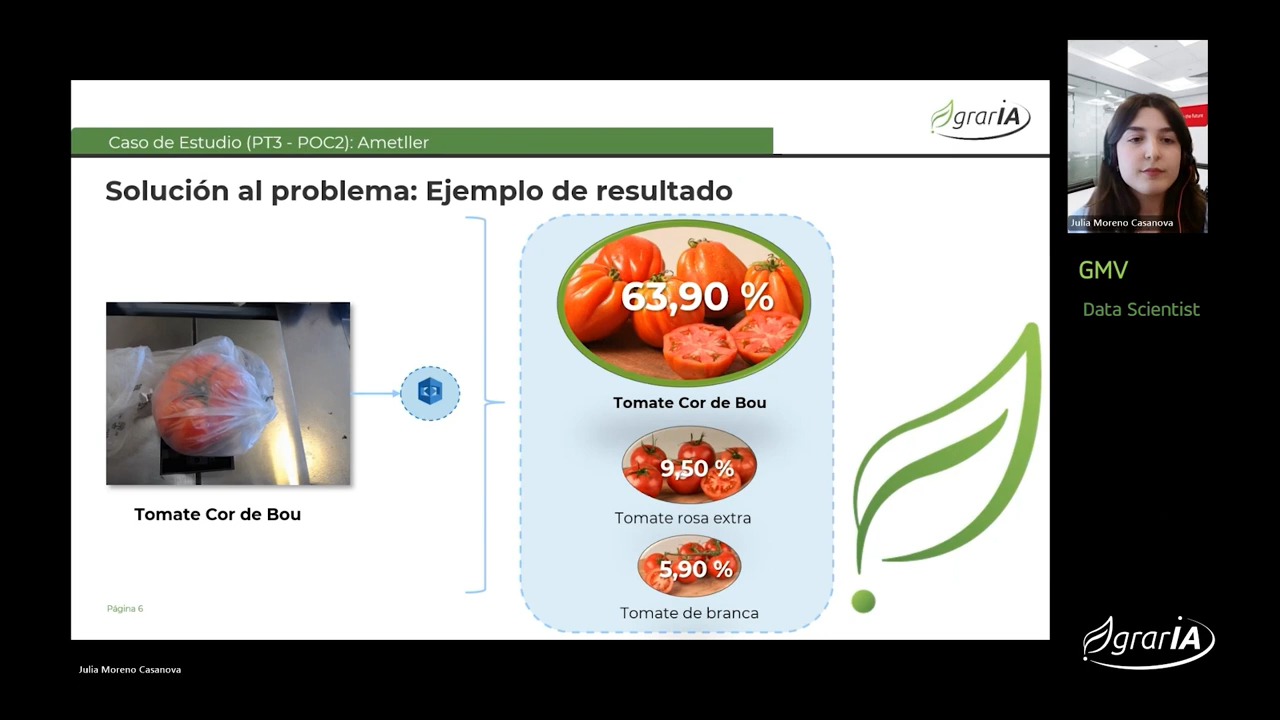 agrarIA
Caso de Estudio (PT3 - POC2): Ametller
Solución al problema: Ejemplo de resultado
63,90 %
Tomate Cor de Bou
9,50 %
Tomate rosa extra
5,90 %
Tomate de branca
Tomate Cor de Bou
Página 6
Julia Moreno Casanova
Julia Moreno Casanova
GMV
Data Scientist
agrarIA